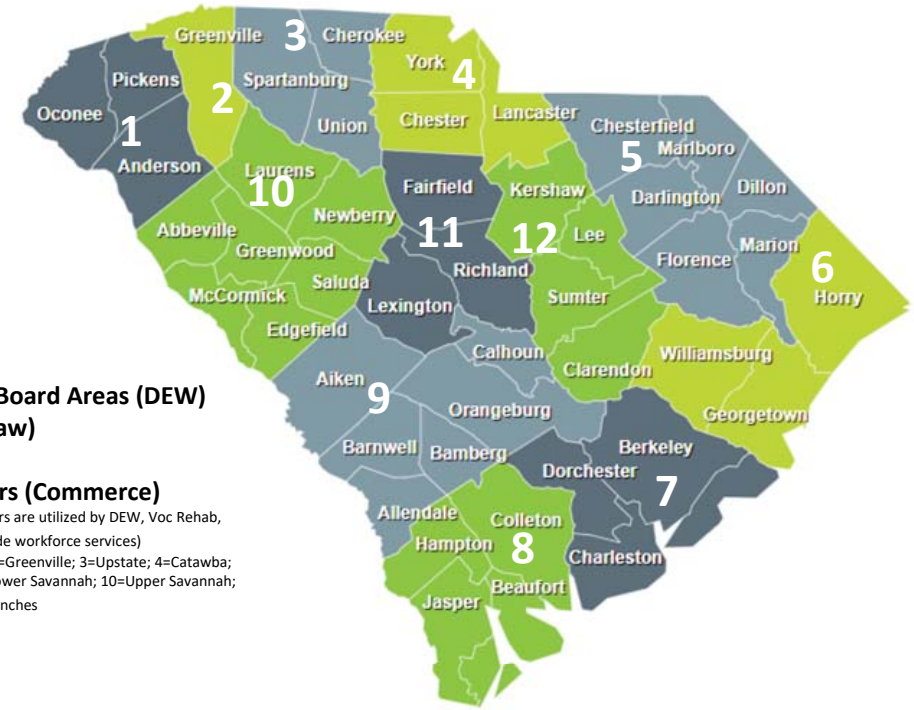 Greenville
3
Cherokee
York
4
Pickens
Spartanburg
2
Oconee
Chester
Lancaster
Union
Chesterfield
1
5
Marlboro
Anderson
Laurens
10
Fairfield
Kershaw
Darlington
Dillon
Newberry
Abbeville
11
12
Lee
Marion
Greenwood
Florence
6
Richland
Saluda
McCormick
Lexington
Sumter
Horry
Edgefield
Calhoun
Williamsburg
Clarendon
Aiken
9
Board Areas (DEW)
Orangeburg
Georgetown
aw)
Barnwell
Bamberg
Berkeley
Dorchester
7
rs (Commerce)
rs are utilized by DEW, Voc Rehab,
Allendale
Colleton
de workforce services)
Hampton
8
Charleston
=Greenville; 3=Upstate; 4=Catawba;
ower Savannah; 10=Upper Savannah;
Beaufort
Jasper
nches